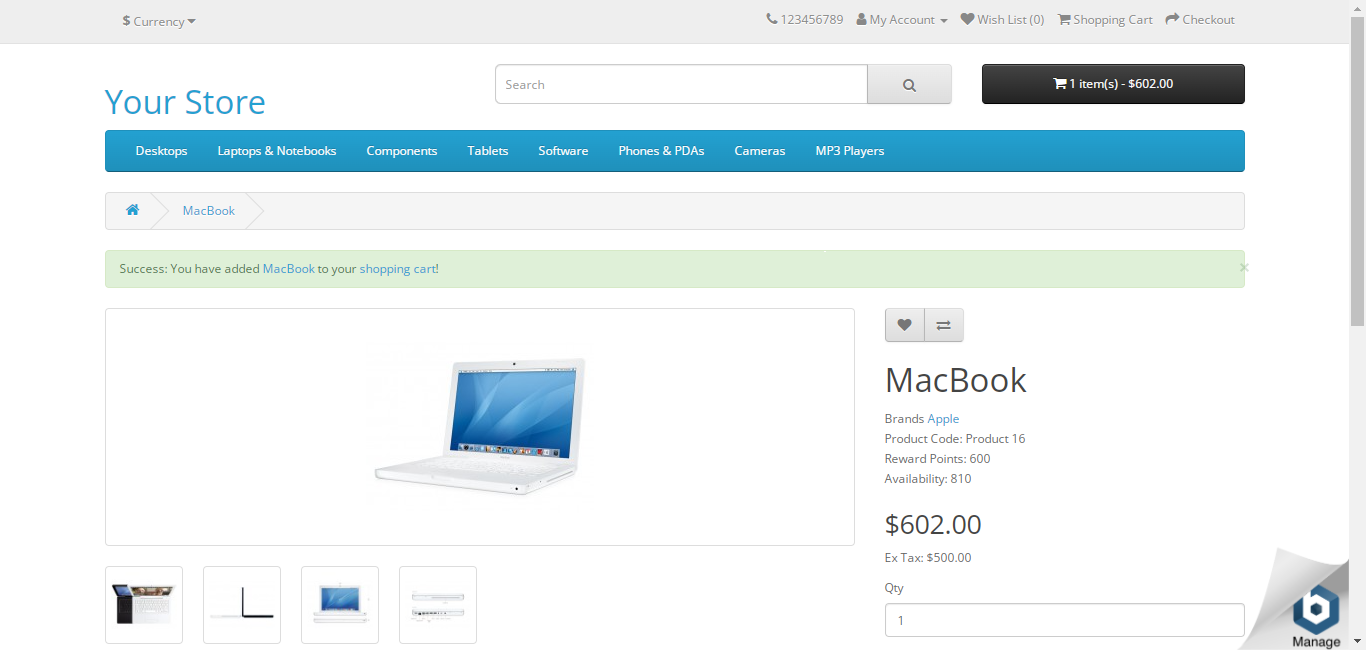 $ Currency
123456789 My Account Wish List (0) Shopping Cart Checkout
Your Store
Search
1 item(s) - $602.00
Desktops Laptops & Notebooks Components Tablets Software Phones & PDAs Cameras MP3 Players
MacBook
Success: You have added MacBook to your shopping cart!
×
MacBook
Brands Apple
Product Code: Product 16
Reward Points: 600
Availability: 810
$602.00
Ex Tax: $500.00
Qty
1
Manage